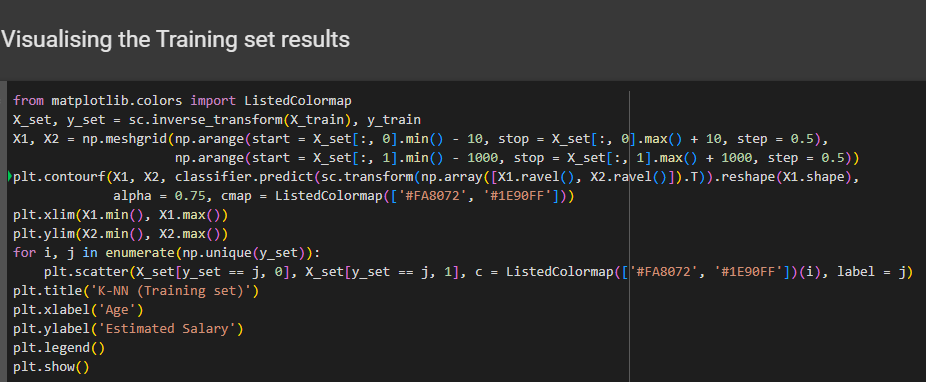 Visualising the Training set results
from matplotlib.colors import ListedColormap
X_set, y_set = sc.inverse_transform(X_train), y_train
X1, X2 = np.meshgrid(np.arange(start = X_set[:, 0].min() - 10, stop = X_set[:, 0].max() + 10, step = 0.5),
                     np.arange(start = X_set[:, 1].min() - 1000, stop = X_set[:, 1].max() + 1000, step = 0.5))
plt.contourf(X1, X2, classifier.predict(sc.transform(np.array([X1.ravel(), X2.ravel()]).T)).reshape(X1.shape),
             alpha = 0.75, cmap = ListedColormap(['#FA8072', '#1E90FF']))
plt.xlim(X1.min(), X1.max())
plt.ylim(X2.min(), X2.max())
for i, j in enumerate(np.unique(y_set)):
    plt.scatter(X_set[y_set == j, 0], X_set[y_set == j, 1], c = ListedColormap(['#FA8072', '#1E90FF'])(i), label = j)
plt.title('K-NN (Training set)')
plt.xlabel('Age')
plt.ylabel('Estimated Salary')
plt.legend()
plt.show()